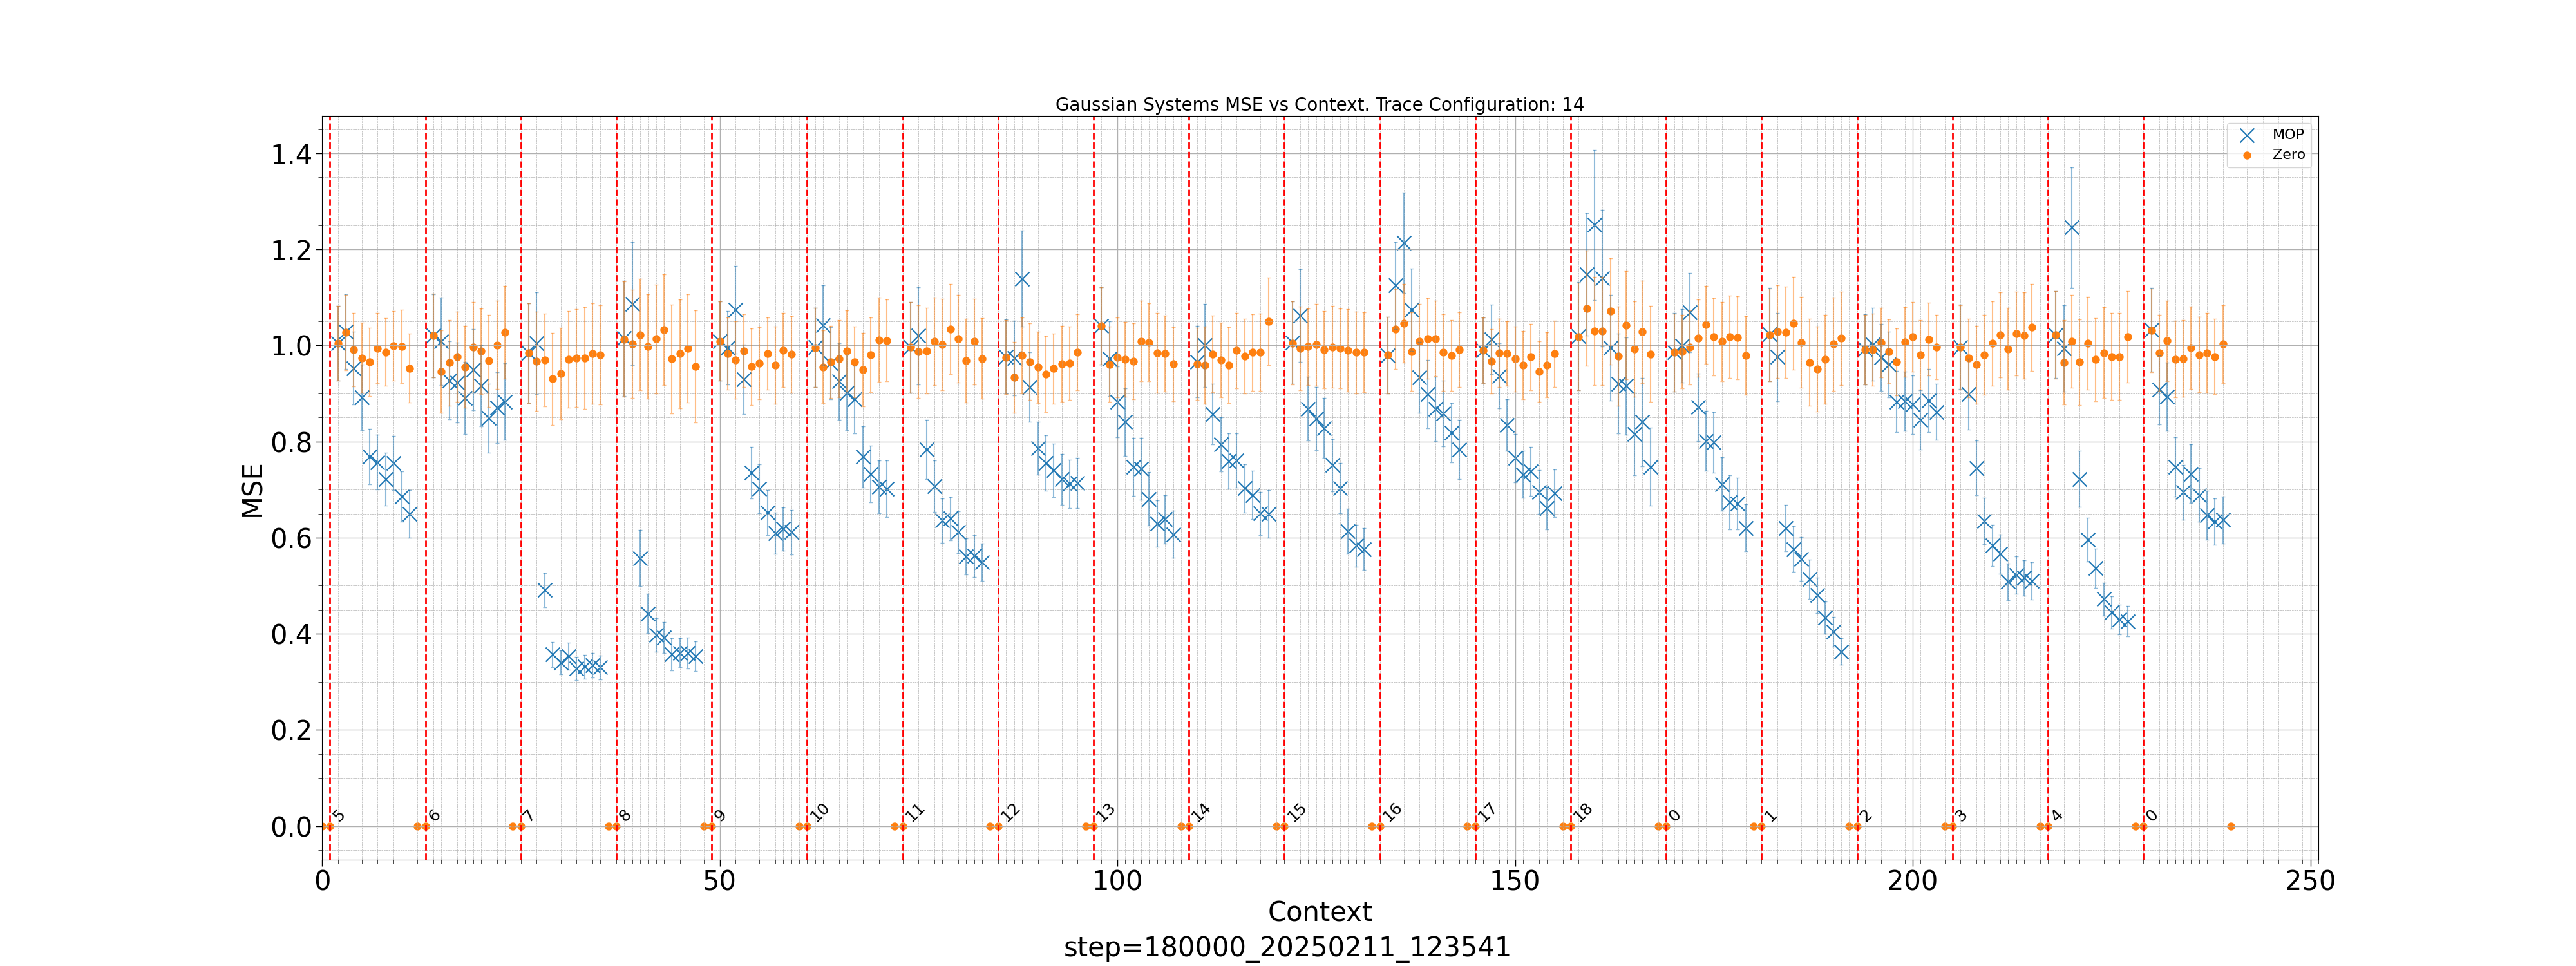 Gaussian Systems MSE vs Context. Trace Configuration: 14
MOP
Zero
1.4
1.2
1.0
0.8
0.6
0.4
0.2
0.0
MSE
5 6 7 8 9 10 11 12 13 14 15 16 17 18 0 1 2 3 4 0
0 50 100 150 200 250
Context
step=180000_20250211_123541